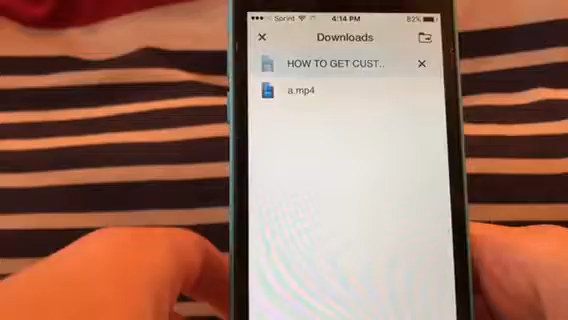 Sprint 4:14 PM 82%
Downloads
HOW TO GET CUST..
a.mp4